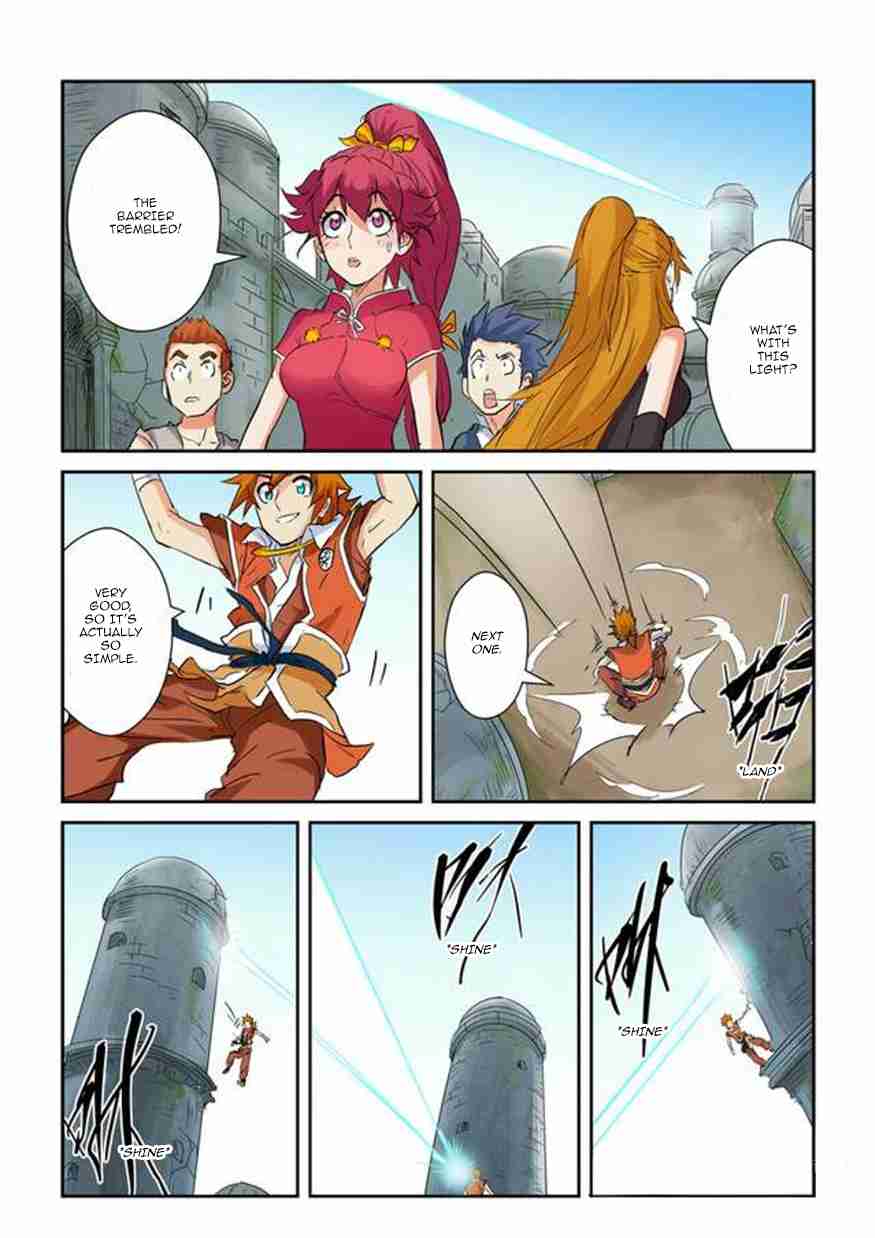 THE
BARRIER
TREMBLED!
WHAT'S
WITH
THIS
LIGHT?
VERY
GOOD,
SO IT'S
ACTUALLY
SO
SIMPLE.
NEXT
ONE.
"LAND"
"SHINE"
"SHINE"
"SHINE"